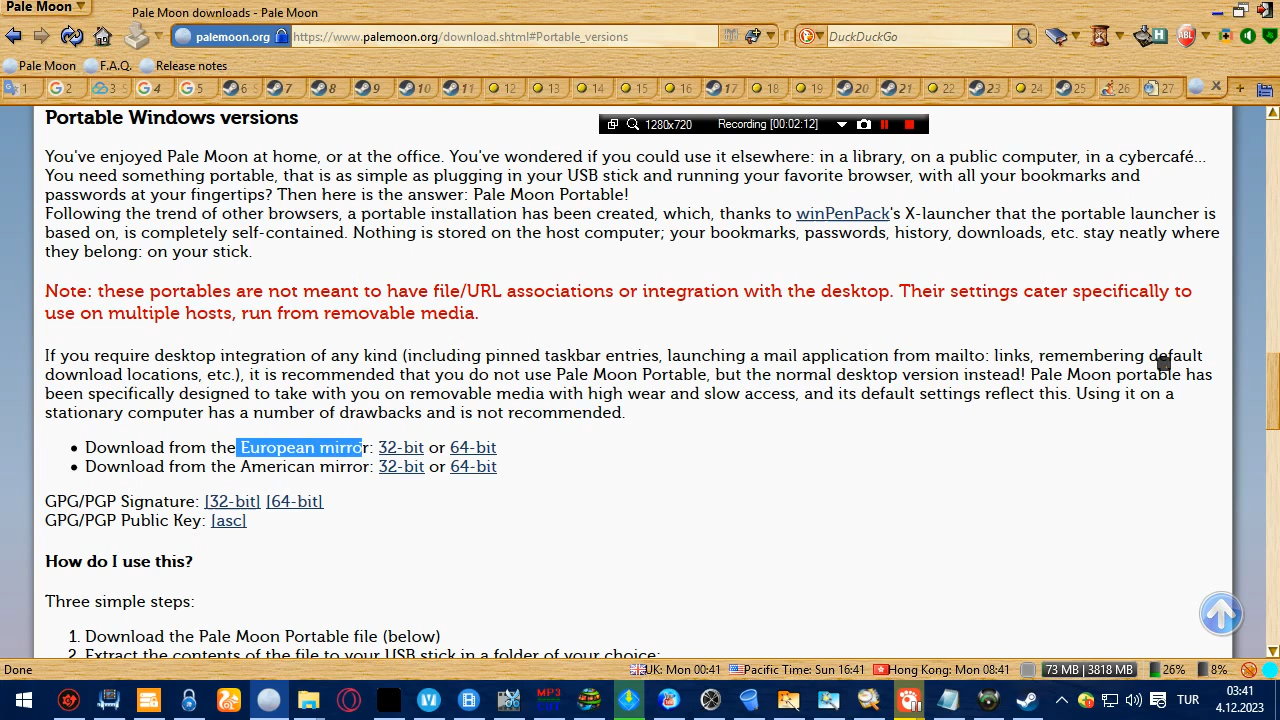 Pale Moon
Pale Moon downloads - Pale Moon
palemoon.org
https://www.palemoon.org/download.shtml#Portable_versions
DuckDuckGo
Pale Moon F.A.Q. Release notes
1 2 3 4 5 6 7 8 9 10 11 12 13 14 15 16 17 18 19 20 21 22 23 24 25 26 27
Portable Windows versions
1280x720 Recording [00:02:12]
You've enjoyed Pale Moon at home, or at the office. You've wondered if you could use it elsewhere: in a library, on a public computer, in a cybercafé...
You need something portable, that is as simple as plugging in your USB stick and running your favorite browser, with all your bookmarks and
passwords at your fingertips? Then here is the answer: Pale Moon Portable!
Following the trend of other browsers, a portable installation has been created, which, thanks to winPenPack's X-launcher that the portable launcher is
based on, is completely self-contained. Nothing is stored on the host computer; your bookmarks, passwords, history, downloads, etc. stay neatly where
they belong: on your stick.
Note: these portables are not meant to have file/URL associations or integration with the desktop. Their settings cater specifically to
use on multiple hosts, run from removable media.
If you require desktop integration of any kind (including pinned taskbar entries, launching a mail application from mailto: links, remembering default
download locations, etc.), it is recommended that you do not use Pale Moon Portable, but the normal desktop version instead! Pale Moon portable has
been specifically designed to take with you on removable media with high wear and slow access, and its default settings reflect this. Using it on a
stationary computer has a number of drawbacks and is not recommended.
Download from the European mirror: 32-bit or 64-bit
Download from the American mirror: 32-bit or 64-bit
GPG/PGP Signature: [32-bit] [64-bit]
GPG/PGP Public Key: [asc]
How do I use this?
Three simple steps:
1. Download the Pale Moon Portable file (below)
2. Extract the contents of the file to your USB stick in a folder of your choice;
Done
UK: Mon 00:41 Pacific Time: Sun 16:41 Hong Kong: Mon 08:41 73 MB | 3818 MB 26% 8%
MP3
TUR
03:41
4.12.2023